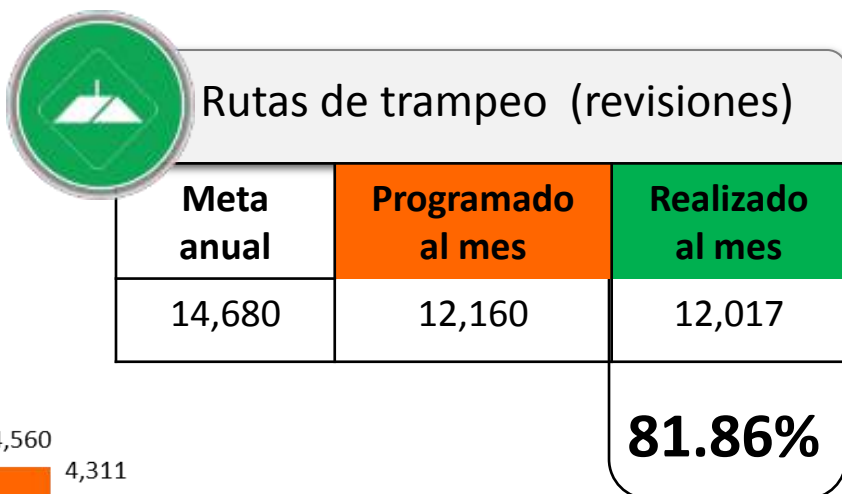 Rutas de trampeo (revisiones)
Meta anual
Programado al mes
Realizado al mes
14,680
12,160
12,017
81.86%
4,311